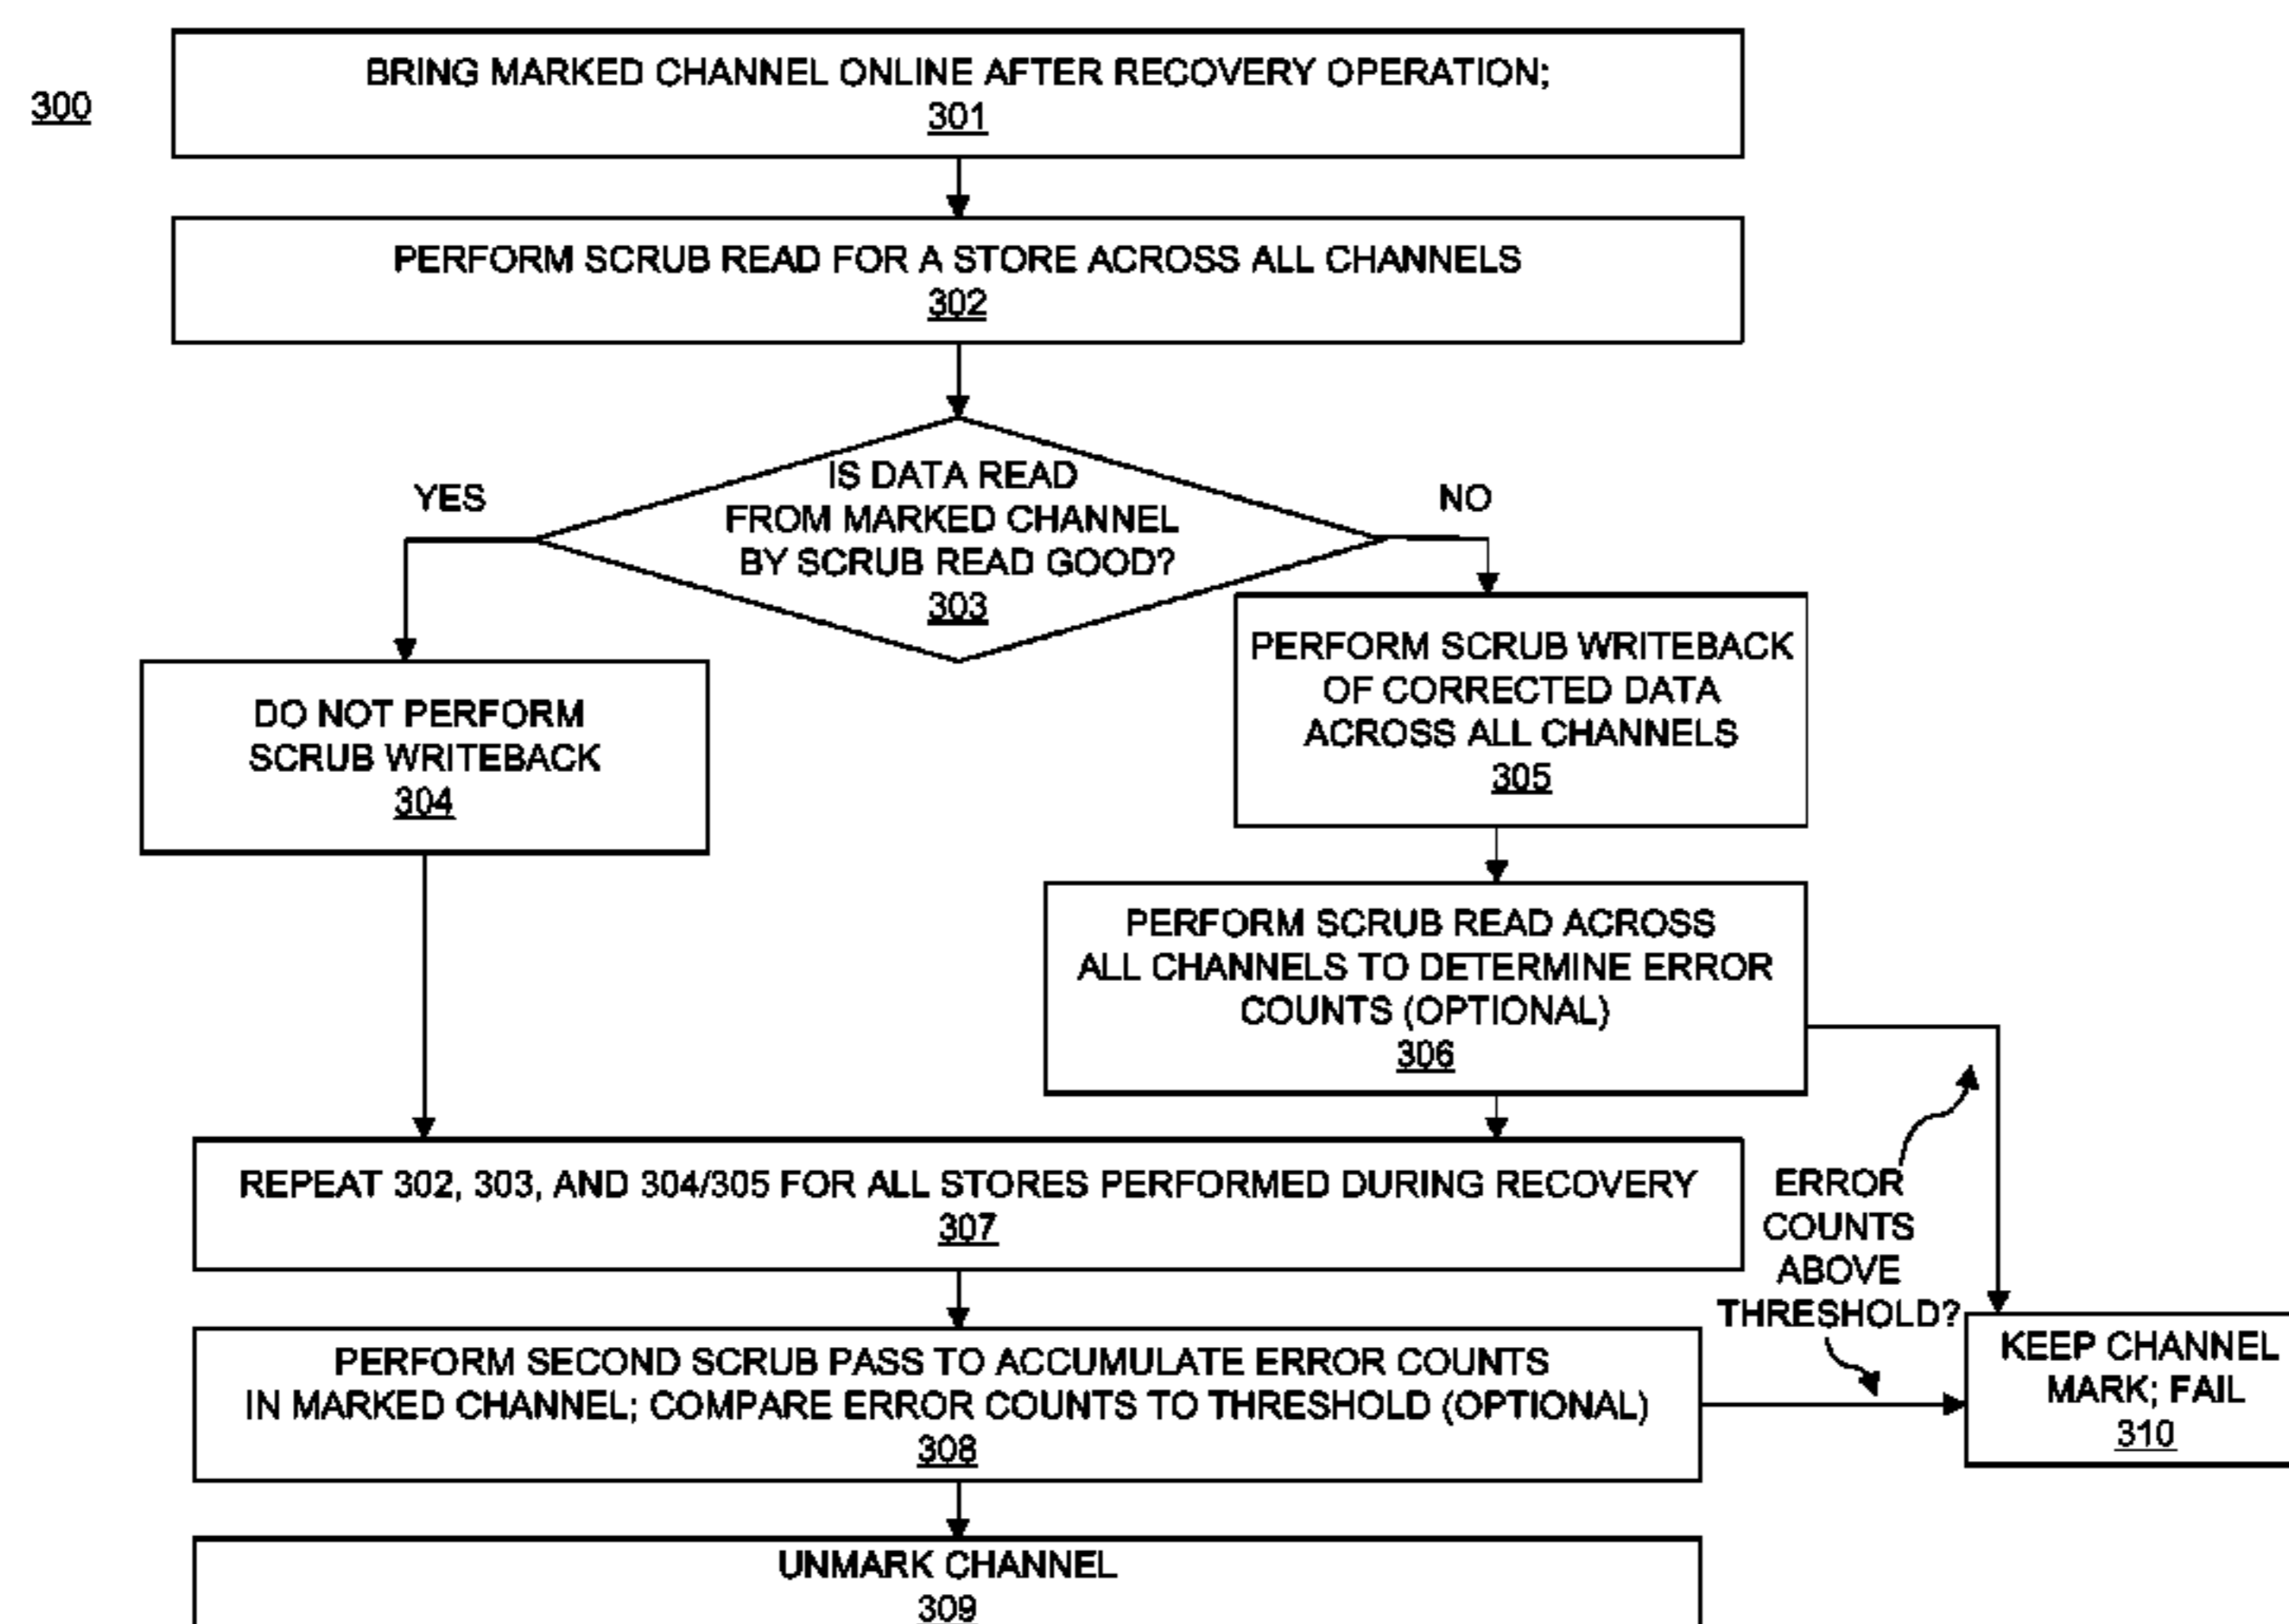 300
BRING MARKED CHANNEL ONLINE AFTER RECOVERY OPERATION;
301
PERFORM SCRUB READ FOR A STORE ACROSS ALL CHANNELS
302
IS DATA READ
FROM MARKED CHANNEL
BY SCRUB READ GOOD?
303
YES
NO
DO NOT PERFORM
SCRUB WRITEBACK
304
PERFORM SCRUB WRITEBACK
OF CORRECTED DATA
ACROSS ALL CHANNELS
305
PERFORM SCRUB READ ACROSS
ALL CHANNELS TO DETERMINE ERROR
COUNTS (OPTIONAL)
306
REPEAT 302, 303, AND 304/305 FOR ALL STORES PERFORMED DURING RECOVERY
307
ERROR
COUNTS
ABOVE
THRESHOLD?
PERFORM SECOND SCRUB PASS TO ACCUMULATE ERROR COUNTS
IN MARKED CHANNEL; COMPARE ERROR COUNTS TO THRESHOLD (OPTIONAL)
308
KEEP CHANNEL
MARK; FAIL
310
UNMARK CHANNEL
309